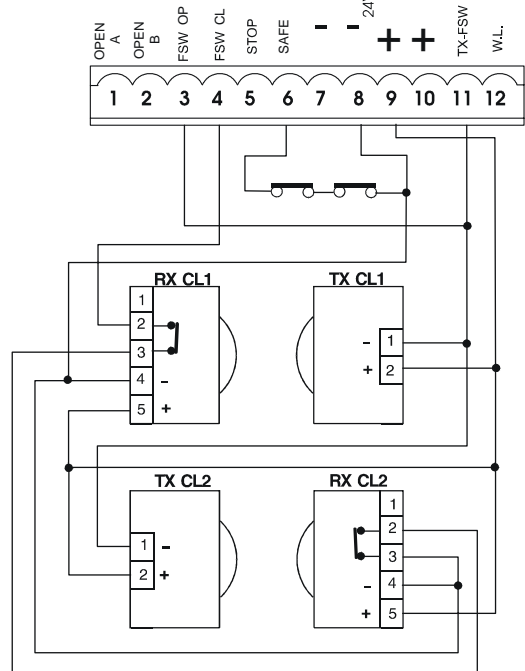 OPEN A
OPEN B
FSW OP
FSW CL
STOP
SAFE
-
-
- 24
+
+
TX-FSW
W.L.
1 2 3 4 5 6 7 8 9 10 11 12
RX CL1
1
2
3
4 -
5 +
TX CL1
- 1
+ 2
TX CL2
1 -
2 +
RX CL2
1
2
3
- 4
+ 5